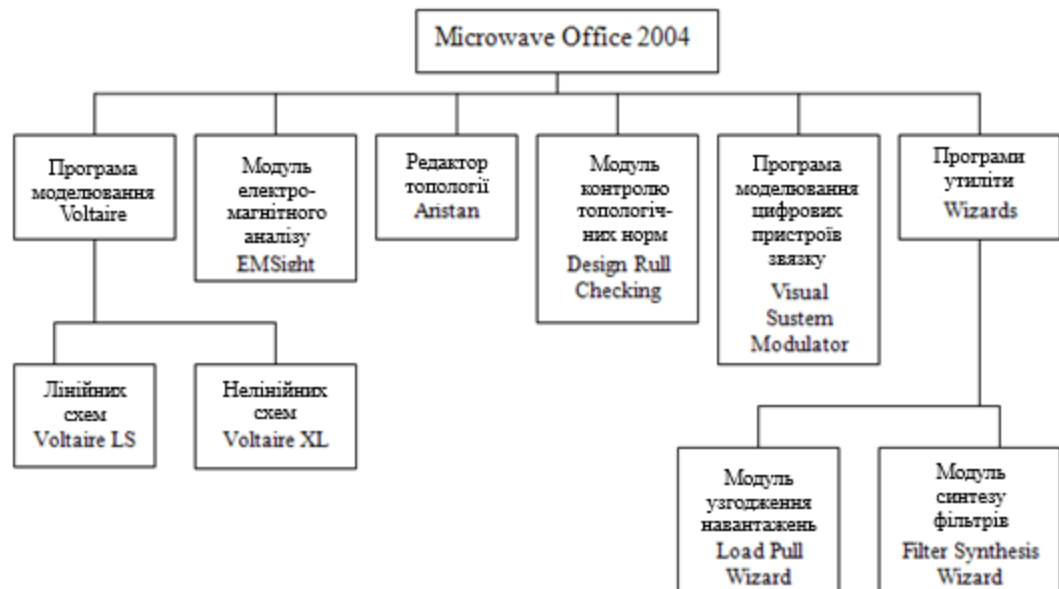 Microwave Office 2004
Програма
моделювання
Voltaire
Модуль
електро-
магнітного
аналізу
EMSight
Редактор
топології
Aristan
Модуль
контролю
топологіч-
них норм
Design Rull
Checking
Програма
моделювання
цифрових
пристроїв
звязку
Visual
Sustem
Modulator
Програми
утиліти
Wizards
Лінійних
схем
Voltaire LS
Нелінійних
схем
Voltaire XL
Модуль
узгодження
навантажень
Load Pull
Wizard
Модуль
синтезу
фільтрів
Filter Synthesis
Wizard